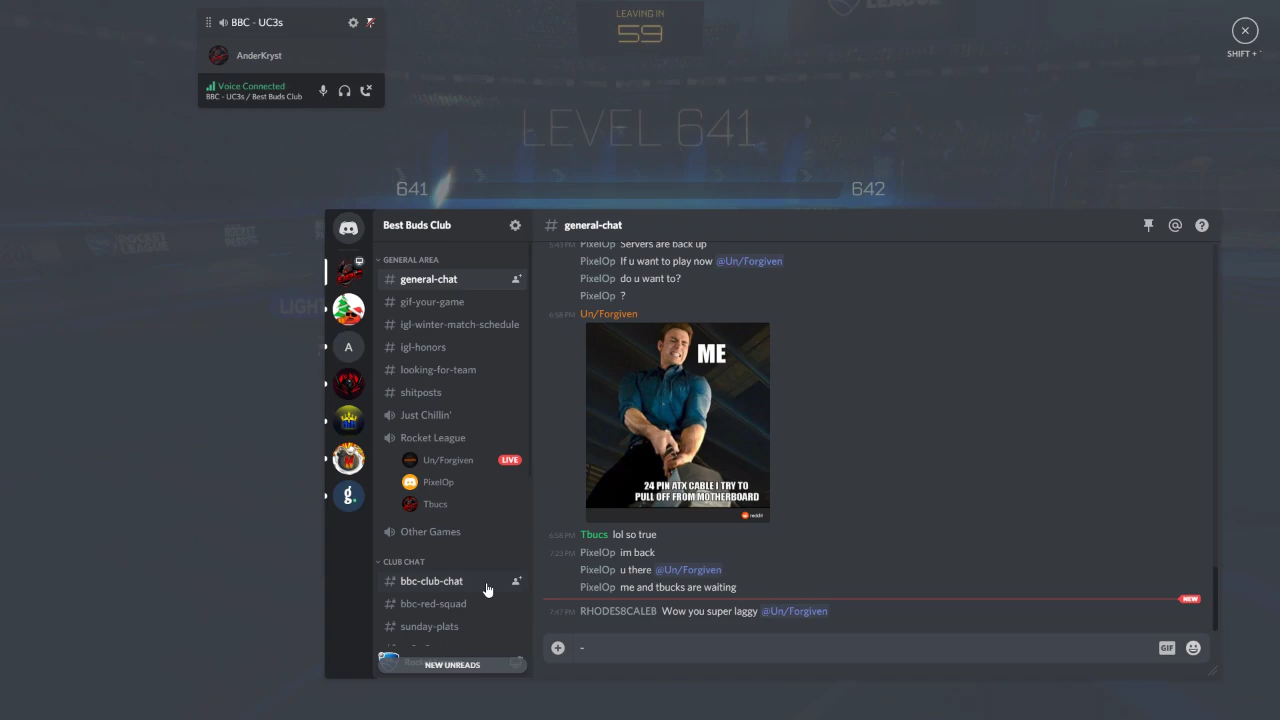 BBC - UC3s
AnderKryst
Voice Connected
BBC - UC3s / Best Buds Club
LEAVING IN
59
SHIFT + `
LEVEL 641
641
642
LEAGUE
ROCKET LEAGUE
LIGHT
Best Buds Club
GENERAL AREA
general-chat
gif-your-game
igl-winter-match-schedule
igl-honors
looking-for-team
shitposts
Just Chillin'
Rocket League
Un/Forgiven LIVE
PixelOp
Tbucs
Other Games
CLUB CHAT
bbc-club-chat
bbc-red-squad
sunday-plats
NEW UNREADS
A
g.
# general-chat
5:43 PM PixelOp Servers are back up
PixelOp If u want to play now @Un/Forgiven
PixelOp do u want to?
PixelOp ?
6:58 PM Un/Forgiven
ME
24 PIN ATX CABLE I TRY TO
PULL OFF FROM MOTHERBOARD
reddit
6:58 PM Tbucs lol so true
7:23 PM PixelOp im back
PixelOp u there @Un/Forgiven
PixelOp me and tbucks are waiting
NEW
7:47 PM RHODES8CALEB Wow you super laggy @Un/Forgiven
-
GIF